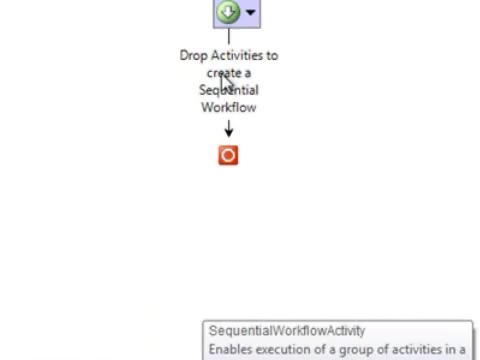 Drop Activities to
create a
Sequential
Workflow
SequentialWorkflowActivity
Enables execution of a group of activities in a